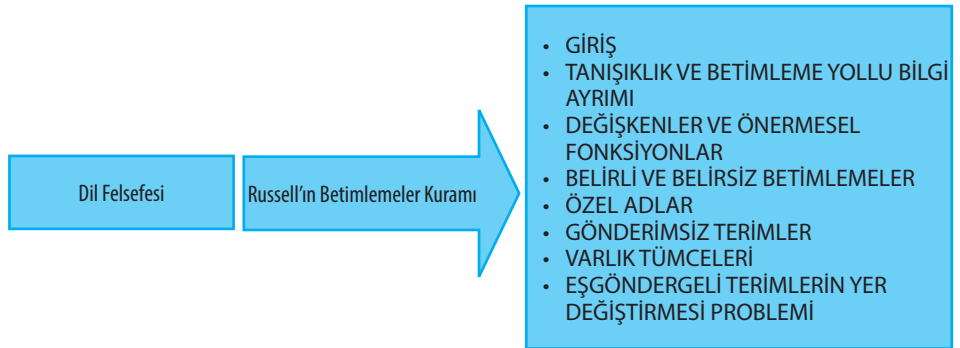 Dil Felsefesi
Russell'ın Betimlemeler Kuramı
• GİRİŞ
• TANIŞIKLIK VE BETİMLEME YOLLU BİLGİ
AYRIMI
• DEĞİŞKENLER VE ÖNERMESEL
FONKSİYONLAR
• BELİRLİ VE BELİRSİZ BETİMLEMELER
• ÖZEL ADLAR
• GÖNDERİMSİZ TERİMLER
• VARLIK TÜMCELERİ
• EŞGÖNDERGELİ TERİMLERİN YER
DEĞİŞTİRMESİ PROBLEMİ